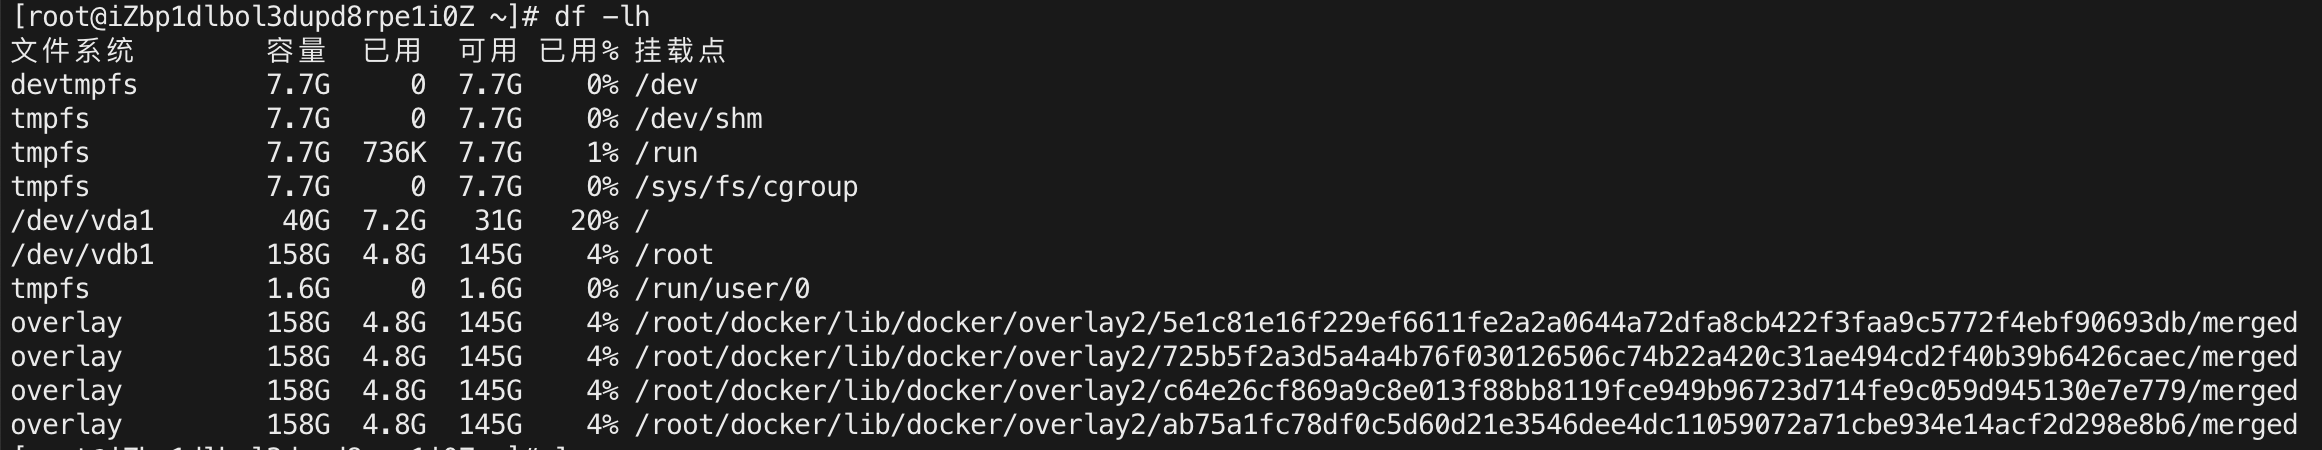 [root@iZbp1dlbol3dupd8rpe1i0Z ~]# df -lh
文件系统 容量 已用 可用 已用% 挂载点
devtmpfs 7.7G 0 7.7G 0% /dev
tmpfs 7.7G 0 7.7G 0% /dev/shm
tmpfs 7.7G 736K 7.7G 1% /run
tmpfs 7.7G 0 7.7G 0% /sys/fs/cgroup
/dev/vda1 40G 7.2G 31G 20% /
/dev/vdb1 158G 4.8G 145G 4% /root
tmpfs 1.6G 0 1.6G 0% /run/user/0
overlay 158G 4.8G 145G 4% /root/docker/lib/docker/overlay2/5e1c81e16f229ef6611fe2a2a0644a72dfa8cb422f3faa9c5772f4ebf90693db/merged
overlay 158G 4.8G 145G 4% /root/docker/lib/docker/overlay2/725b5f2a3d5a4a4b76f030126506c74b22a420c31ae494cd2f40b39b6426caec/merged
overlay 158G 4.8G 145G 4% /root/docker/lib/docker/overlay2/c64e26cf869a9c8e013f88bb8119fce949b96723d714fe9c059d945130e7e779/merged
overlay 158G 4.8G 145G 4% /root/docker/lib/docker/overlay2/ab75a1fc78df0c5d60d21e3546dee4dc11059072a71cbe934e14acf2d298e8b6/merged